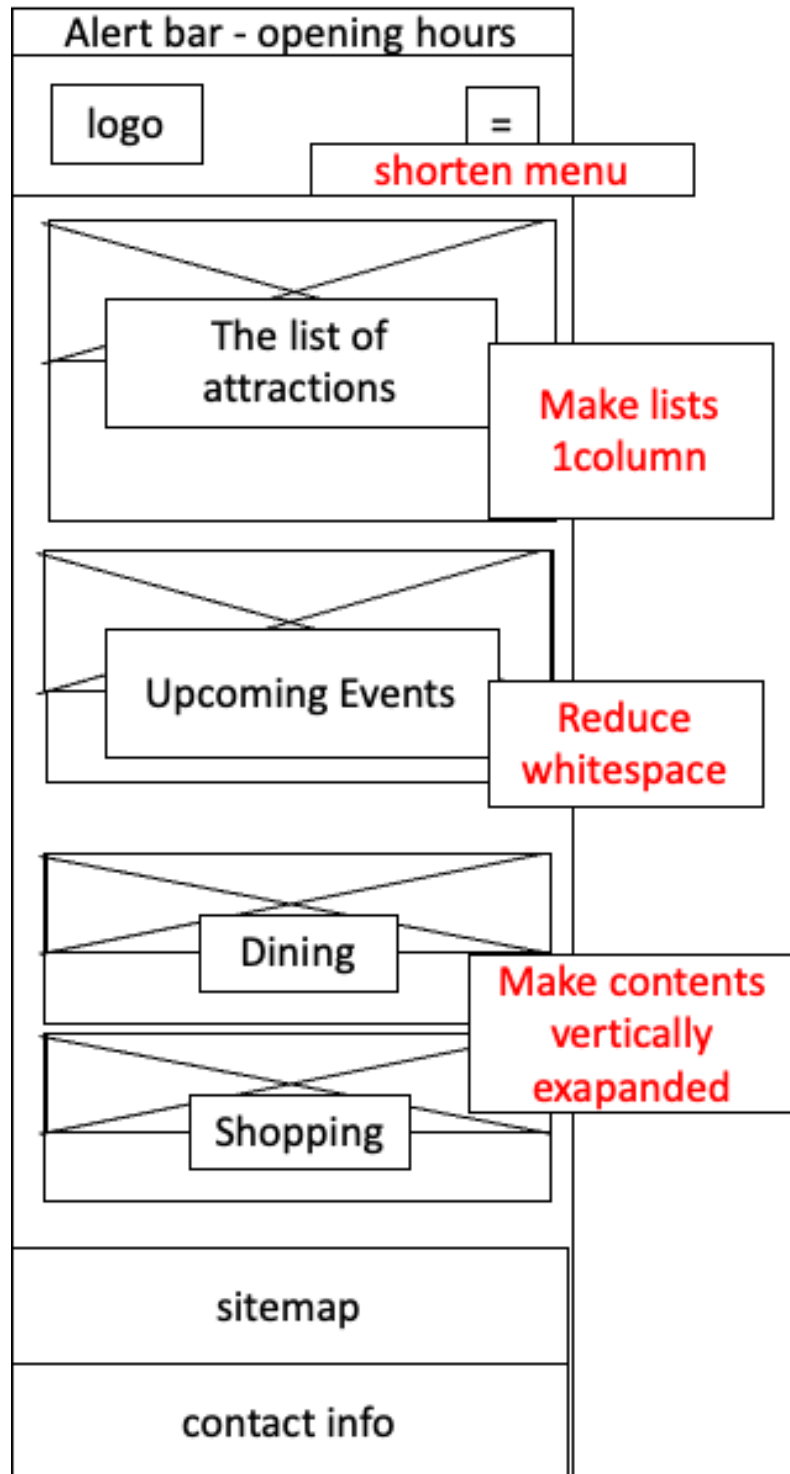 Alert bar - opening hours
logo
=
shorten menu
The list of
attractions
Make lists
1column
Upcoming Events
Reduce
whitespace
Dining
Make contents
vertically
exapanded
Shopping
sitemap
contact info